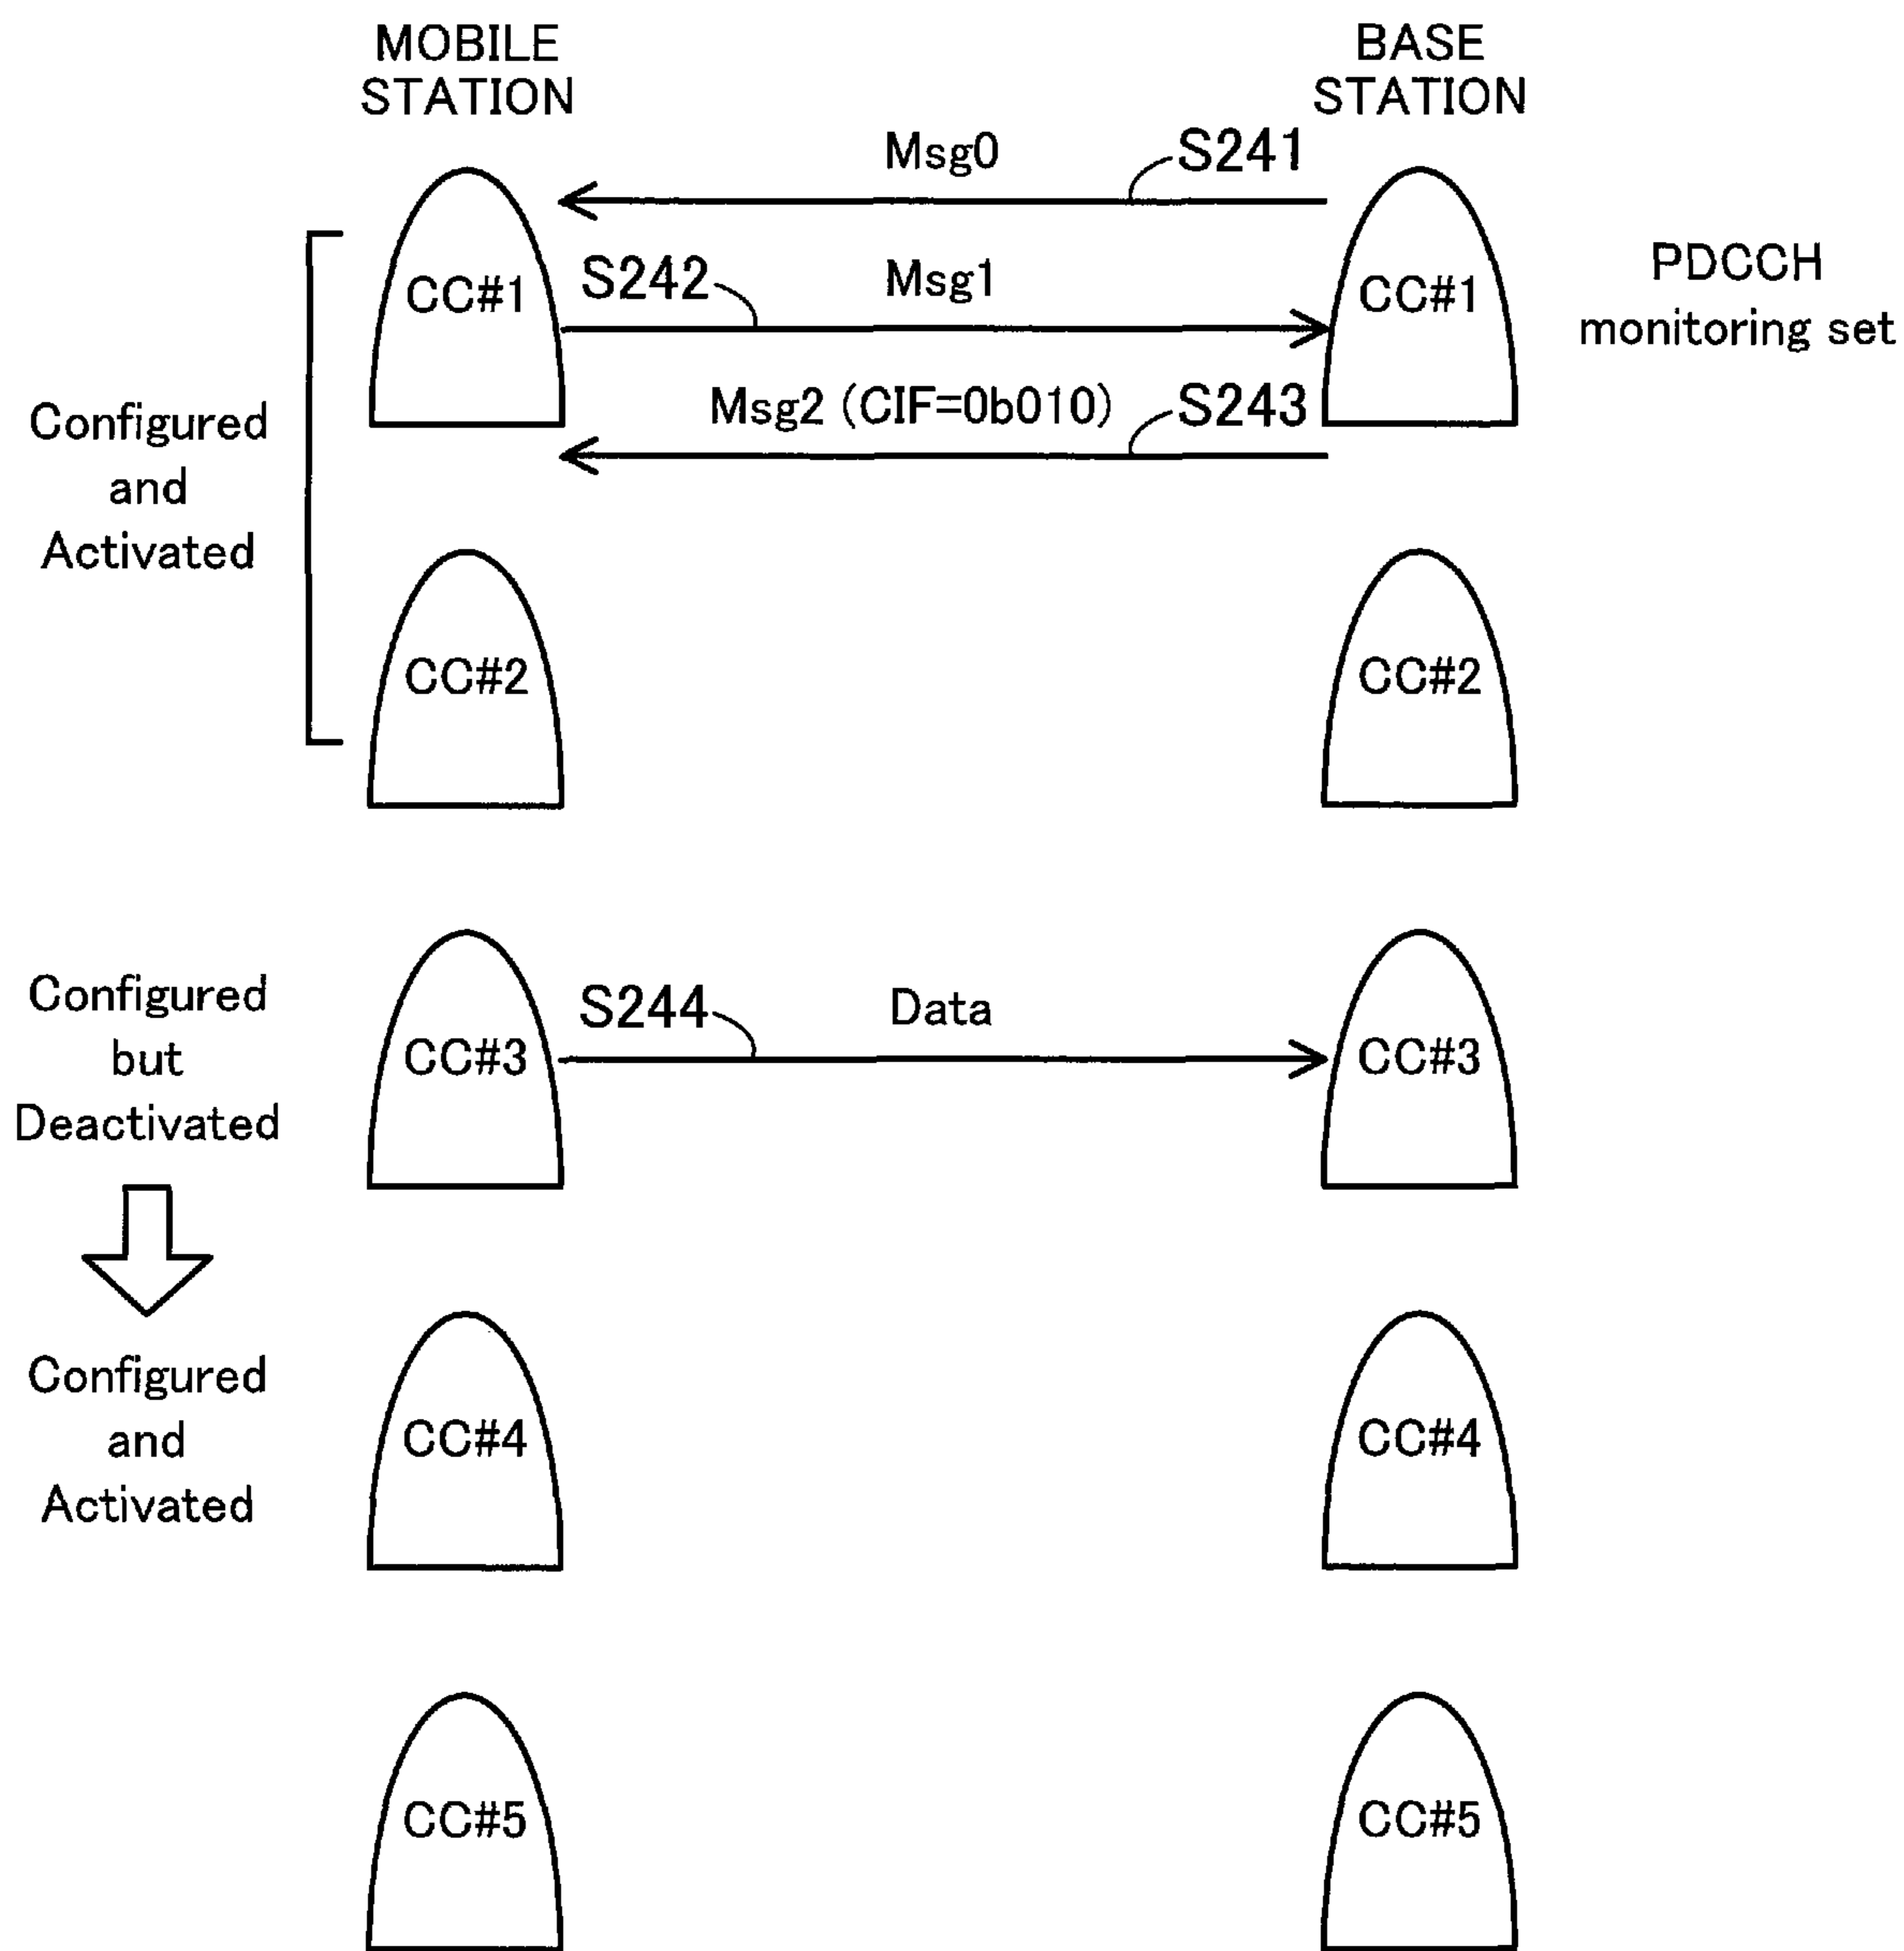 MOBILE
STATION
BASE
STATION
Msg0
S241
CC#1
S242
Msg1
CC#1
PDCCH
monitoring set
Msg2 (CIF=0b010)
S243
Configured
and
Activated
CC#2
CC#2
Configured
but
Deactivated
S244
Data
CC#3
CC#3
Configured
and
Activated
CC#4
CC#4
CC#5
CC#5